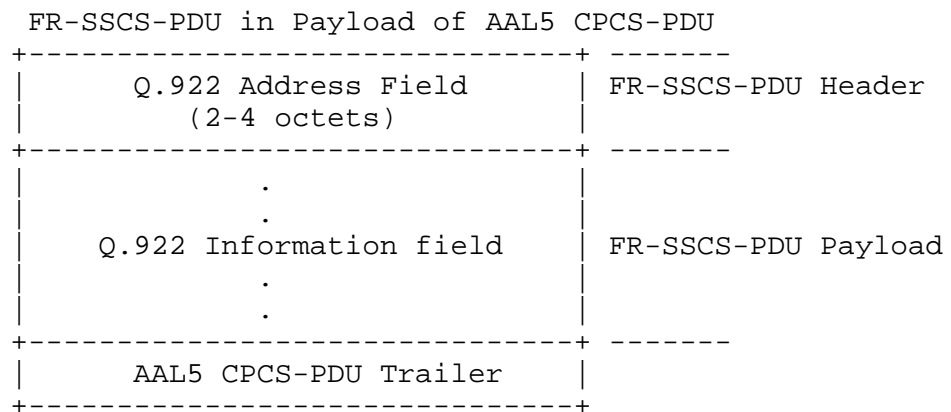 FR-SSCS-PDU in Payload of AAL5 CPCS-PDU
+-------------------------------+ -------
|       Q.922 Address Field      | FR-SSCS-PDU Header
|          (2-4 octets)          |
+-------------------------------+ -------
|              .                 |
|              .                 |
|     Q.922 Information field    | FR-SSCS-PDU Payload
|              .                 |
|              .                 |
+-------------------------------+ -------
|       AAL5 CPCS-PDU Trailer    |
+-------------------------------+